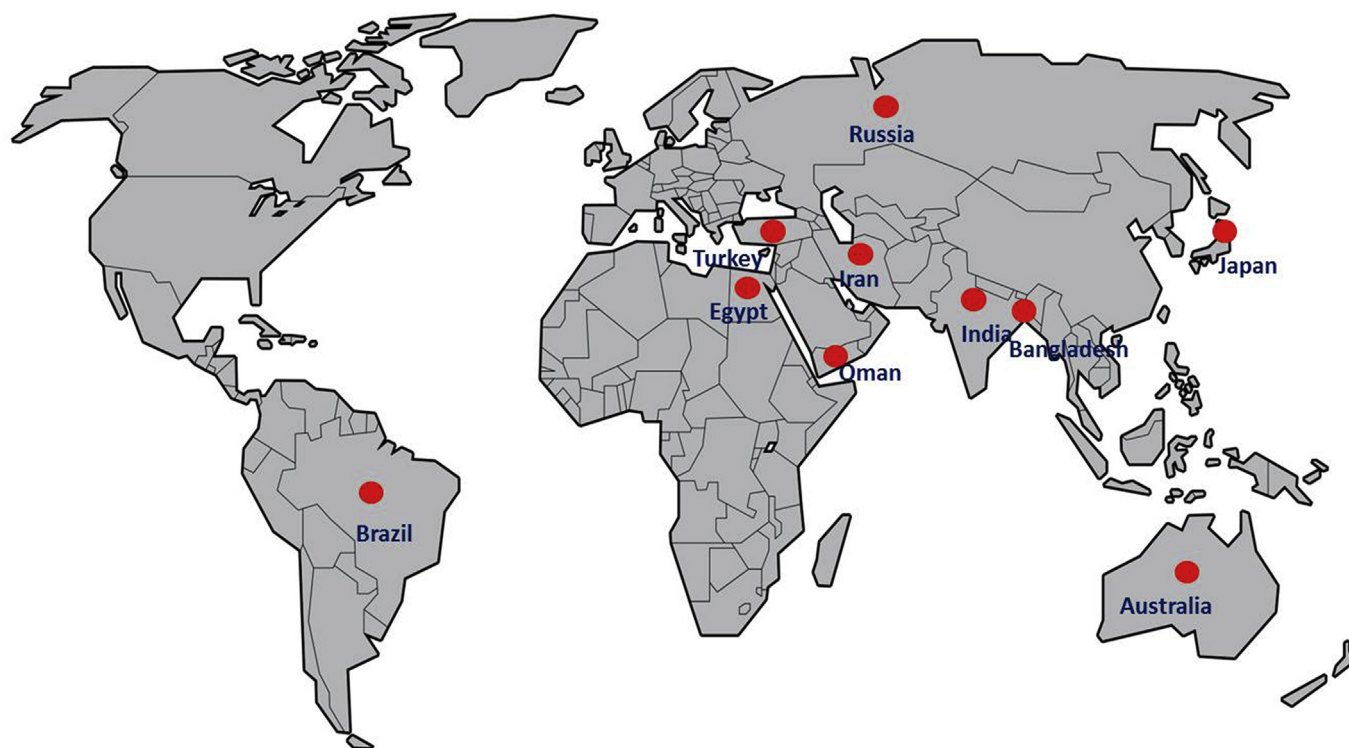 Russia
Turkey
Iran
Japan
Egypt
India
Bangladesh
Oman
Brazil
Australia